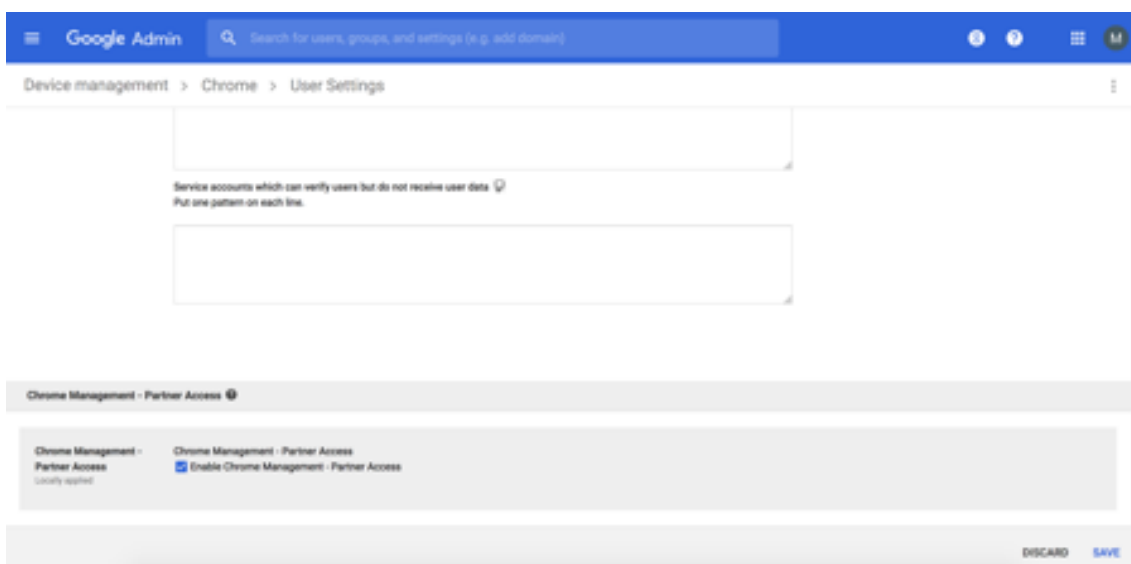 Google Admin
Search for users, groups, and settings (e.g. add domain)
M
Device management > Chrome > User Settings
Service accounts which can verify users but do not receive user data
Put one pattern on each line.
Chrome Management - Partner Access
Chrome Management - Partner Access
Locally applied
Chrome Management - Partner Access
Enable Chrome Management - Partner Access
DISCARD SAVE